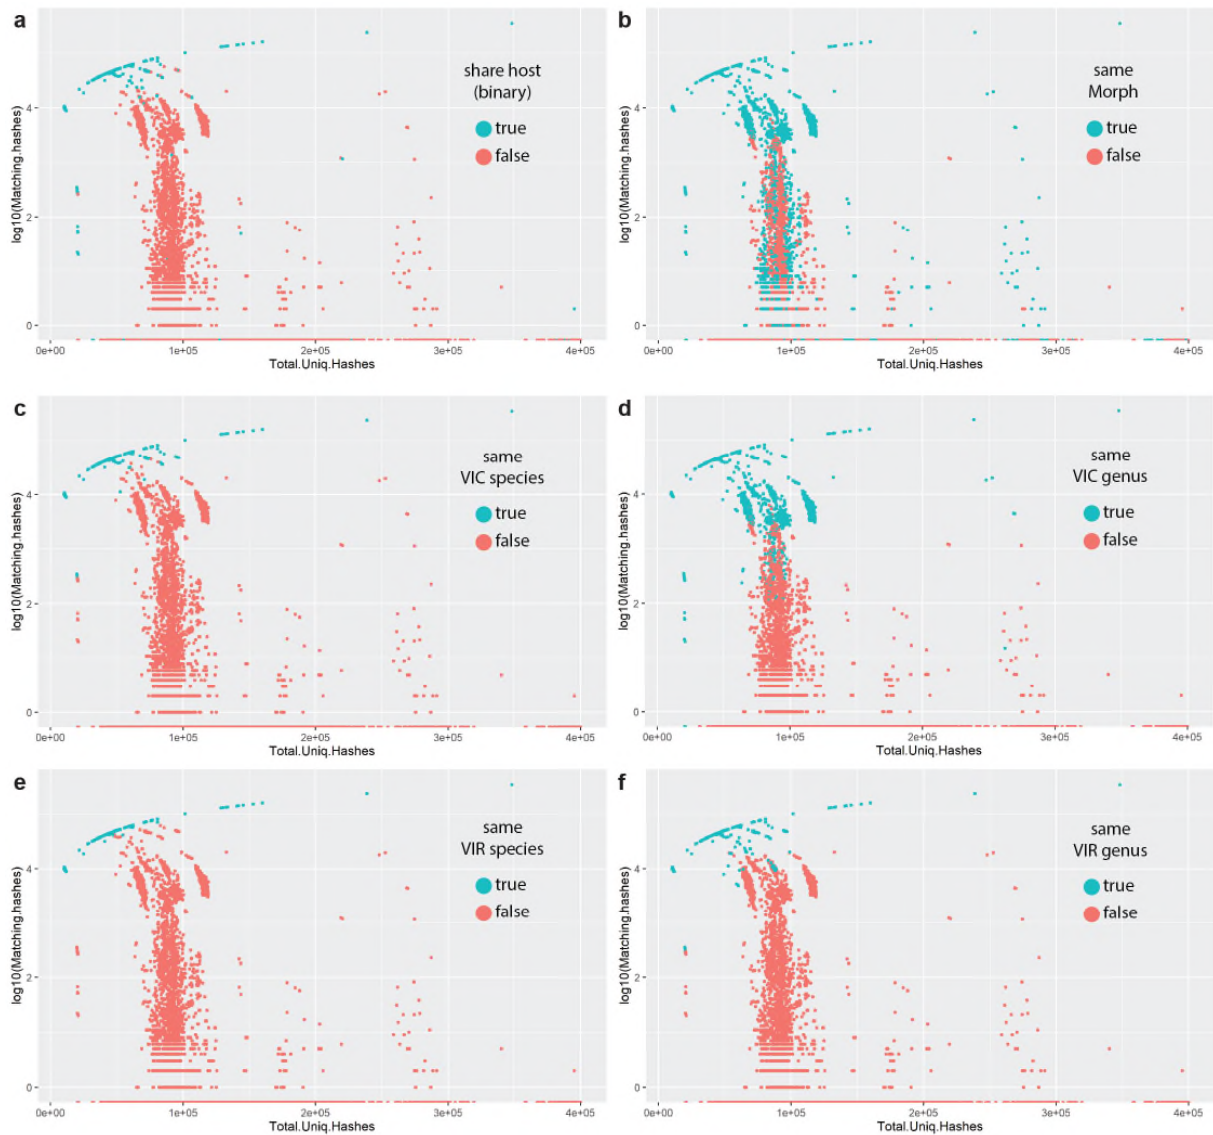 a
share host
(binary)
true
false
log10(Matching.hashes)
4
2
0
0e+00 1e+05 2e+05 3e+05 4e+05
Total.Uniq.Hashes
b
same
Morph
true
false
log10(Matching.hashes)
4
2
0
0e+00 1e+05 2e+05 3e+05 4e+05
Total.Uniq.Hashes
c
same
VIC species
true
false
log10(Matching.hashes)
4
2
0
0e+00 1e+05 2e+05 3e+05 4e+05
Total.Uniq.Hashes
d
same
VIC genus
true
false
log10(Matching.hashes)
4
2
0
0e+00 1e+05 2e+05 3e+05 4e+05
Total.Uniq.Hashes
e
same
VIR species
true
false
log10(Matching.hashes)
4
2
0
0e+00 1e+05 2e+05 3e+05 4e+05
Total.Uniq.Hashes
f
same
VIR genus
true
false
log10(Matching.hashes)
4
2
0
0e+00 1e+05 2e+05 3e+05 4e+05
Total.Uniq.Hashes